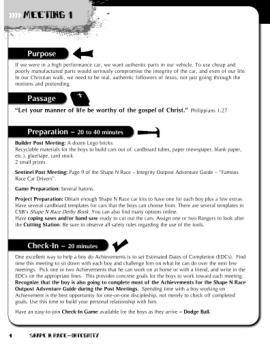 MEETING 1
Purpose
If we were in a high performance car, we want authentic parts in our vehicle. To use cheap and
poorly manufactured parts would seriously compromise the integrity of the car, and even of our life.
In our Christian walk, we need to be real, authentic followers of Jesus, not just going through the
motions and pretending.
Passage
"Let your manner of life be worthy of the gospel of Christ." Philippians 1:27
Preparation – 20 to 40 minutes
Builder Post Meeting: A dozen Lego bricks.
Recyclable materials for the boys to build cars out of: cardboard tubes, paper (newspaper, blank paper,
etc.), glue/tape, card stock.
2 small prizes.
Sentinel Post Meeting: Page 9 of the Shape N Race – Integrity Outpost Adventure Guide – "Famous
Race Car Drivers".
Game Preparation: Several batons.
Project Preparation: Obtain enough Shape N Race car kits to have one for each boy plus a few extras.
Have several cardboard templates for cars that the boys can choose from. There are several templates in
CSB's Shape N Race Derby Book. You can also find many options online.
Have coping saws and/or hand saws ready to cut out the cars. Assign one or two Rangers to look after
the Cutting Station. Be sure to observe all safety rules regarding the use of the tools.
Check-In – 20 minutes
One excellent way to help a boy do Achievements is to set Estimated Dates of Completion (EDCs). Find
time this meeting to sit down with each boy and challenge him on what he can do over the next few
meetings. Pick one or two Achievements that he can work on at home or with a friend, and write in the
EDCs on the appropriate lines. This provides concrete goals for the boys to work toward each meeting.
Recognize that the boy is also going to complete most of the Achievements for the Shape N Race
Outpost Adventure Guide during the Post Meetings. Spending time with a boy working on
Achievements is the best opportunity for one-on-one discipleship, not merely to check off completed
goals. Use this time to build your personal relationship with him.
Have an easy-to-join Check-In Game available for the boys as they arrive – Dodge Ball.
4 SHAPE N RACE–INTEGRITY